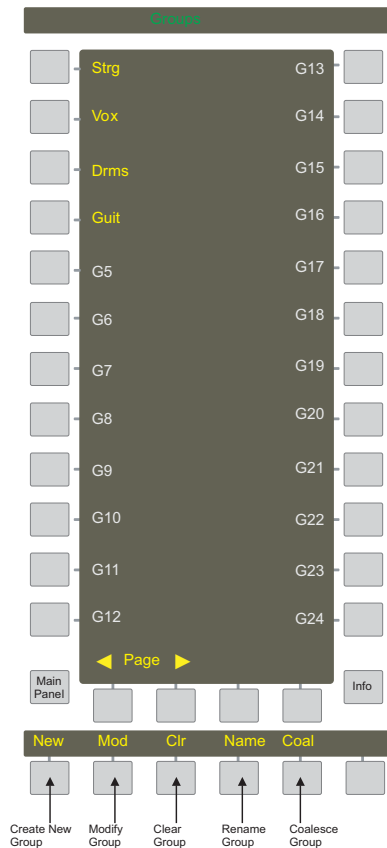 Groups
Strg G13
Vox G14
Drms G15
Guit G16
G5 G17
G6 G18
G7 G19
G8 G20
G9 G21
G10 G22
G11 G23
G12 G24
◀ Page ▶
Main Panel
Info
New Mod Clr Name Coal
Create New Group
Modify Group
Clear Group
Rename Group
Coalesce Group